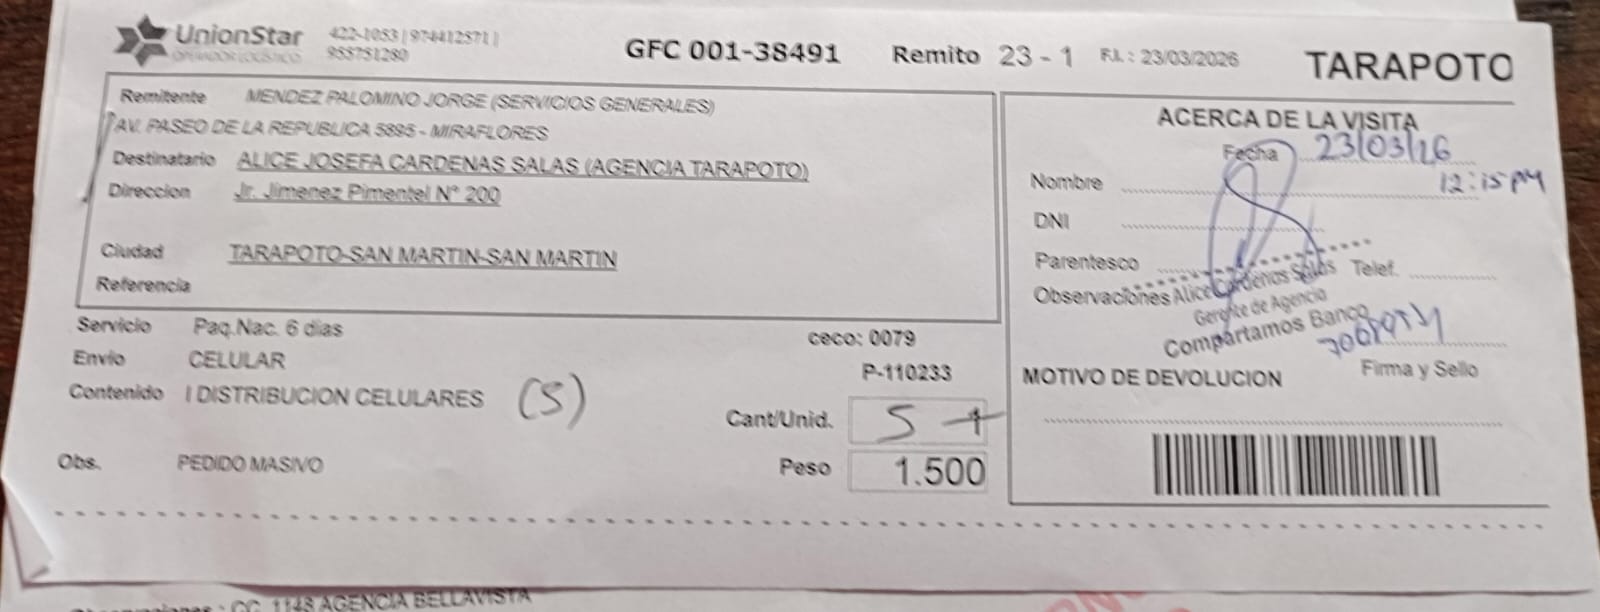 UnionStar
OPERADOR LOGISTICO
422-1053 | 974412571 |
955751280
GFC 001-38491
Remito 23 - 1
F.I. : 23/03/2026
TARAPOTO
Remitente MENDEZ PALOMINO JORGE (SERVICIOS GENERALES)
AV. PASEO DE LA REPUBLICA 5895 - MIRAFLORES
Destinatario ALICE JOSEFA CARDENAS SALAS (AGENCIA TARAPOTO)
Direccion Jr. Jimenez Pimentel N° 200
Ciudad TARAPOTO-SAN MARTIN-SAN MARTIN
Referencia
Servicio Paq.Nac. 6 dias
ceco: 0079
Envio CELULAR
P-110233
Contenido I DISTRIBUCION CELULARES (5)
Cant/Unid. 5
Obs. PEDIDO MASIVO
Peso 1.500
ACERCA DE LA VISITA
Fecha 23/03/26
Nombre 12:15 PM
DNI
Parentesco
Telef.
Observaciones
Alice Cardenas Salas
Gerente de Agencia
Compartamos Banco
Firma y Sello
MOTIVO DE DEVOLUCION
: CC. 1148 AGENCIA BELLAVISTA